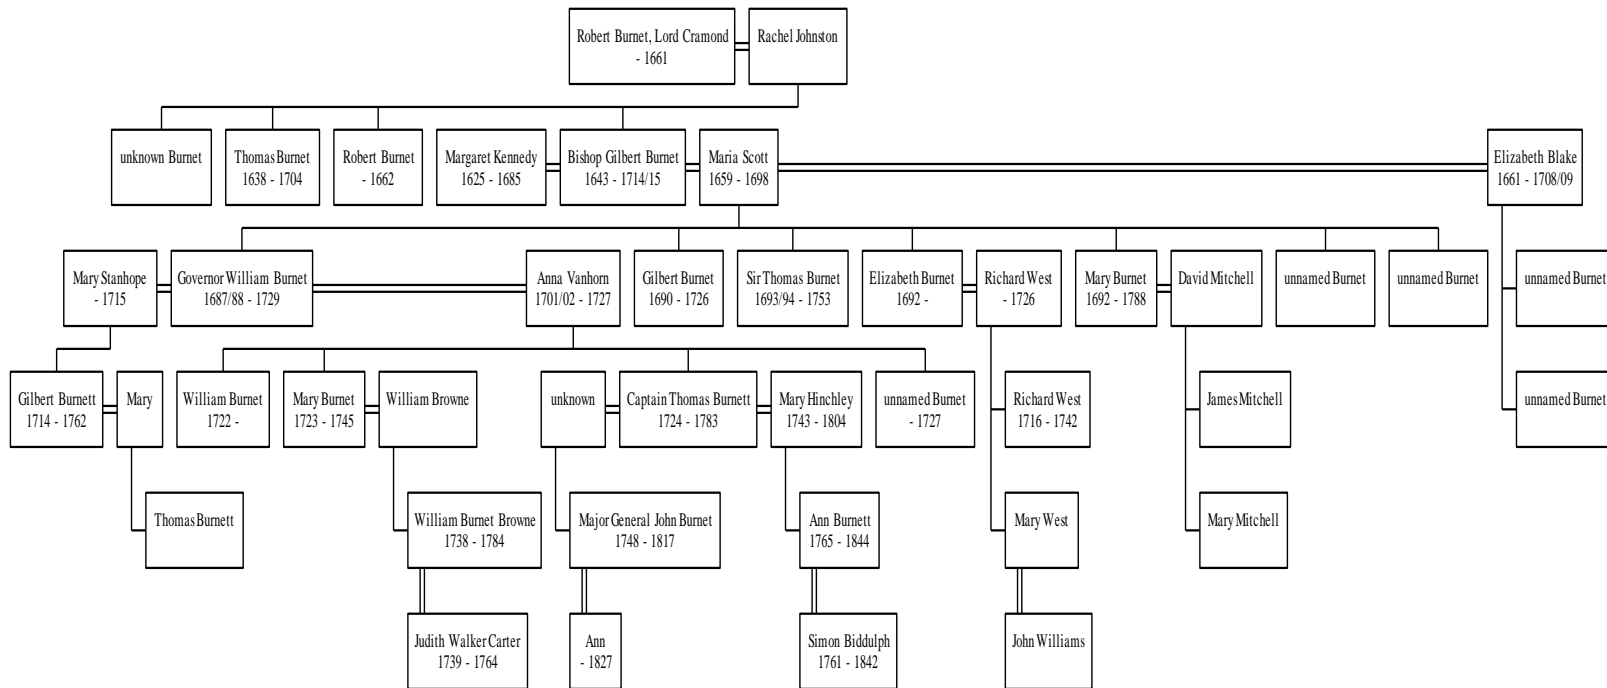 Robert Burnet, Lord Cramond
- 1661
Rachel Johnston
unknown Burnet
Thomas Burnet
1638 - 1704
Robert Burnet
- 1662
Margaret Kennedy
1625 - 1685
Bishop Gilbert Burnet
1643 - 1714/15
Maria Scott
1659 - 1698
Elizabeth Blake
1661 - 1708/09
Mary Stanhope
- 1715
Governor William Burnet
1687/88 - 1729
Anna Vanhorn
1701/02 - 1727
Gilbert Burnet
1690 - 1726
Sir Thomas Burnet
1693/94 - 1753
Elizabeth Burnet
1692 -
Richard West
- 1726
Mary Burnet
1692 - 1788
David Mitchell
unnamed Burnet
unnamed Burnet
unnamed Burnet
Gilbert Burnett
1714 - 1762
Mary
William Burnet
1722 -
Mary Burnet
1723 - 1745
William Browne
unknown
Captain Thomas Burnett
1724 - 1783
Mary Hinchley
1743 - 1804
unnamed Burnet
- 1727
Richard West
1716 - 1742
James Mitchell
unnamed Burnet
Thomas Burnett
William Burnet Browne
1738 - 1784
Major General John Burnet
1748 - 1817
Ann Burnett
1765 - 1844
Mary West
Mary Mitchell
Judith Walker Carter
1739 - 1764
Ann
- 1827
Simon Biddulph
1761 - 1842
John Williams